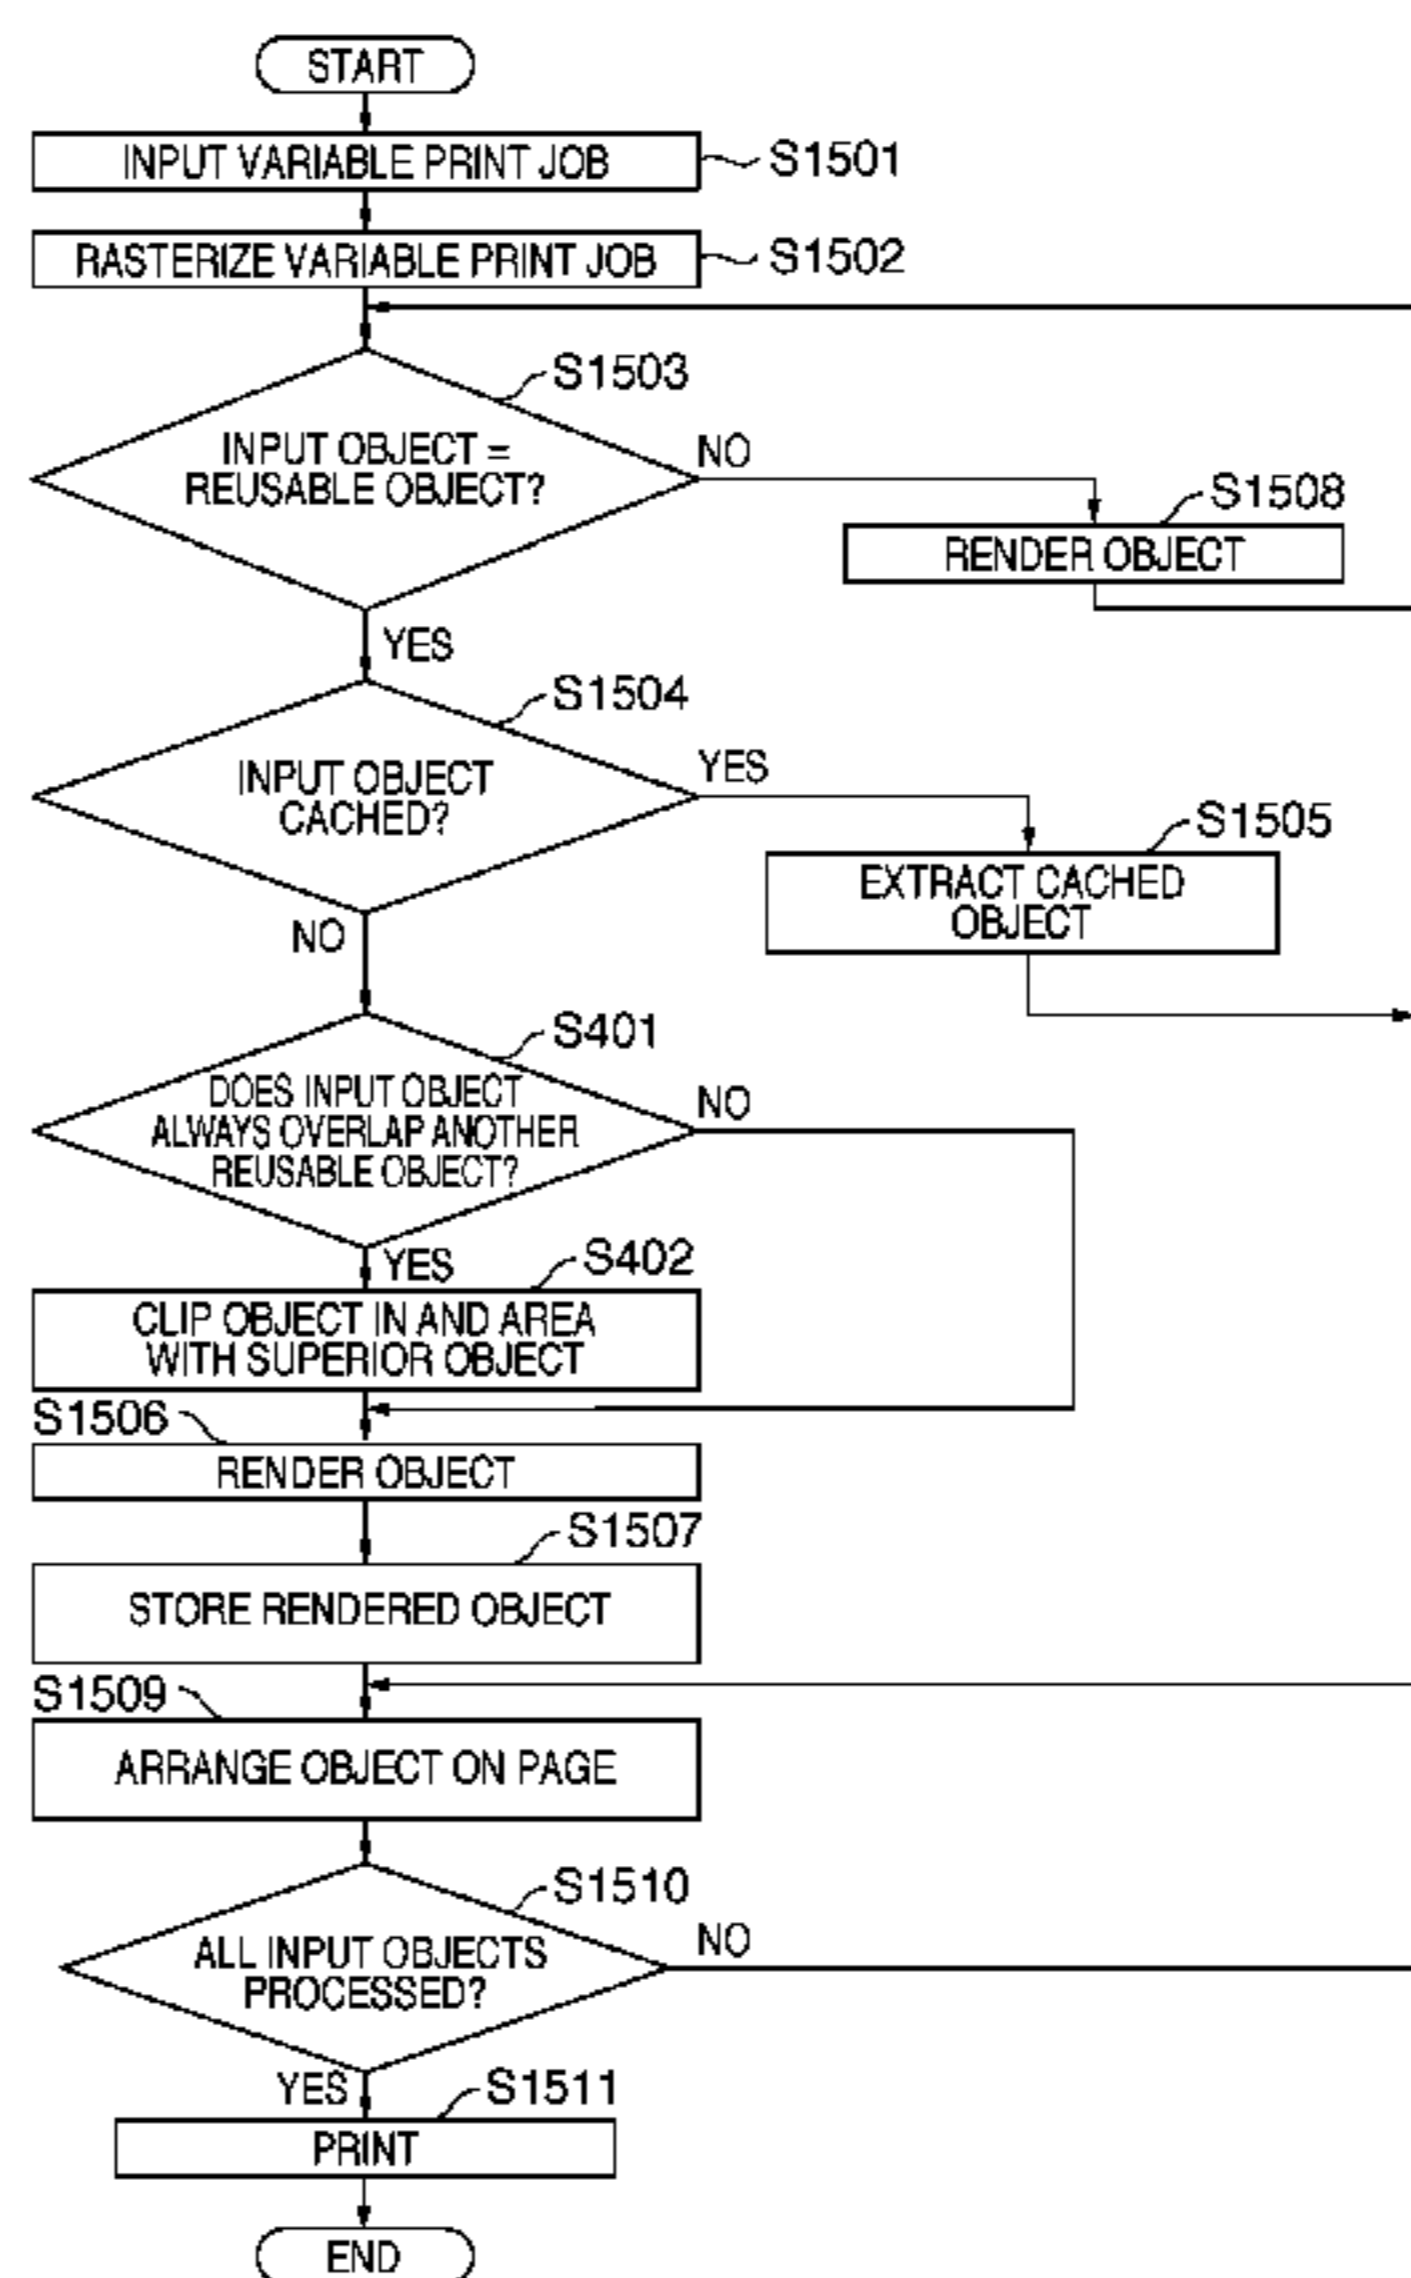 START
INPUT VARIABLE PRINT JOB
S1501
RASTERIZE VARIABLE PRINT JOB
S1502
S1503
INPUT OBJECT =
REUSABLE OBJECT?
NO
S1508
RENDER OBJECT
YES
S1504
INPUT OBJECT
CACHED?
YES
S1505
EXTRACT CACHED
OBJECT
NO
S401
DOES INPUT OBJECT
ALWAYS OVERLAP ANOTHER
REUSABLE OBJECT?
NO
YES
S402
CLIP OBJECT IN AND AREA
WITH SUPERIOR OBJECT
S1506
RENDER OBJECT
S1507
STORE RENDERED OBJECT
S1509
ARRANGE OBJECT ON PAGE
S1510
ALL INPUT OBJECTS
PROCESSED?
NO
YES
S1511
PRINT
END